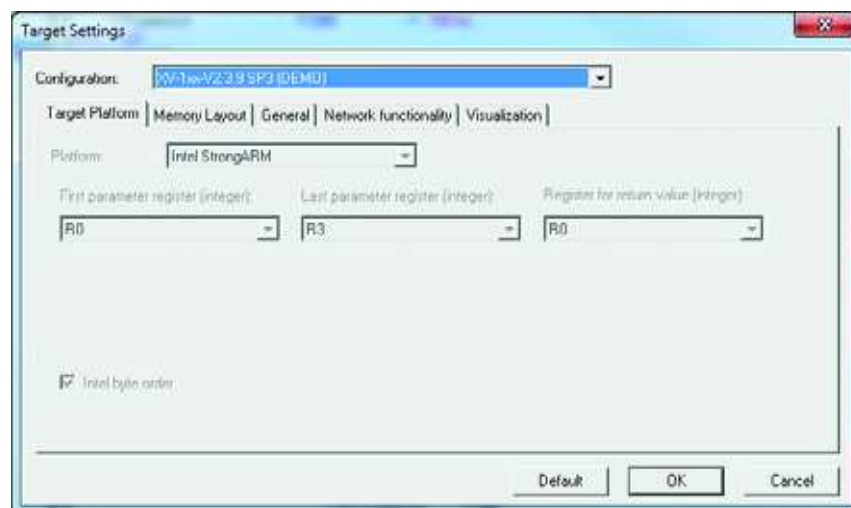 Target Settings
Configuration: XV-1xx-V2.3.9 SP3 (DEMO)
Target Platform Memory Layout General Network functionality Visualization
Platform: Intel StrongARM
First parameter register (integer): Last parameter register (integer): Register for return value (integer)
R0 R3 R0
Intel byte order
Default OK Cancel